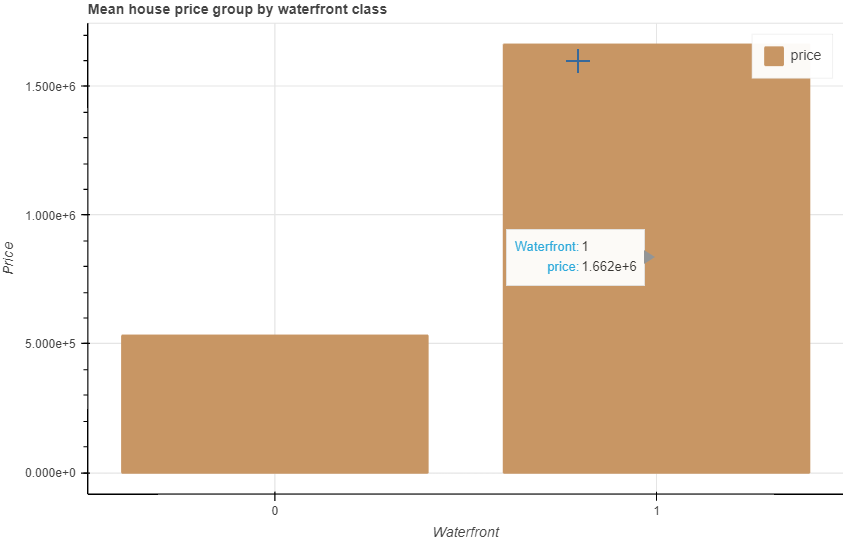 Mean house price group by waterfront class
price
1.500e+6
1.000e+6
Waterfront: 1
price: 1.662e+6
Price
5.000e+5
0.000e+0
0
1
Waterfront